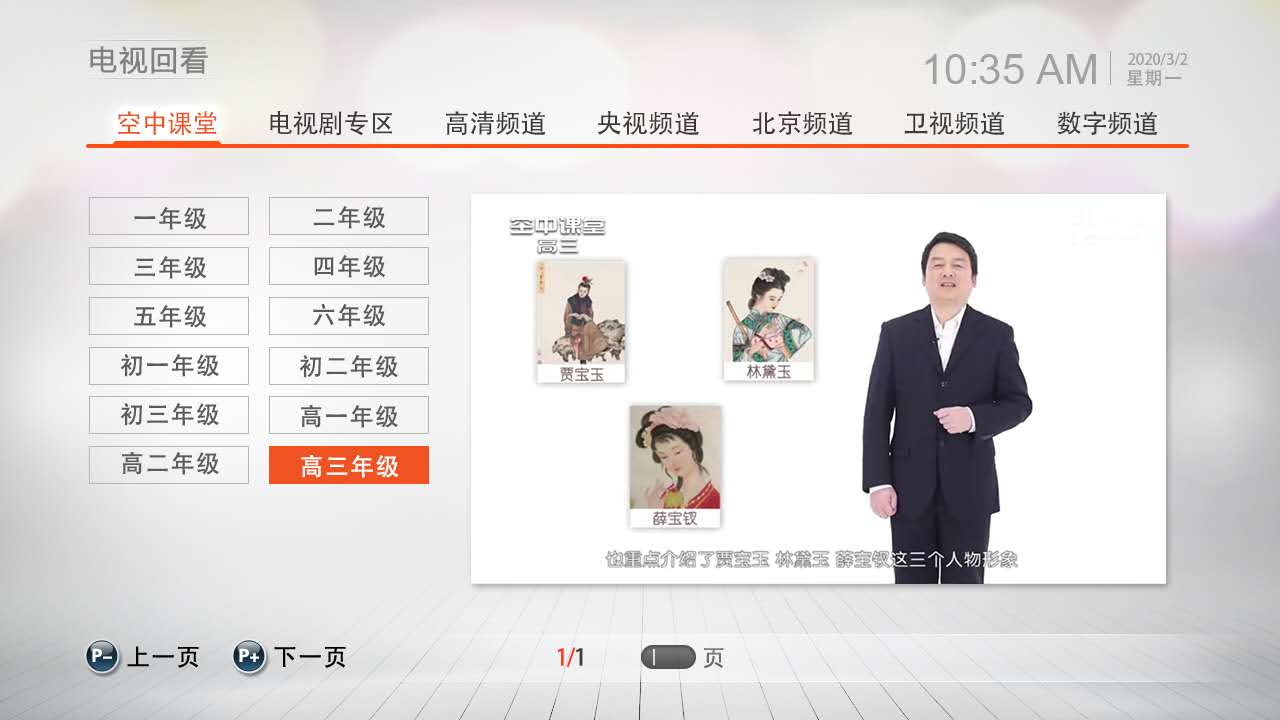 电视回看
10:35 AM
2020/3/2
星期一
空中课堂 电视剧专区 高清频道 央视频道 北京频道 卫视频道 数字频道
一年级 二年级
三年级 四年级
五年级 六年级
初一年级 初二年级
初三年级 高一年级
高二年级 高三年级
空中课堂
高三
贾宝玉 林黛玉
薛宝钗
也重点介绍了贾宝玉 林黛玉 薛宝钗这三个人物形象
P- 上一页 P+ 下一页 1/1 页